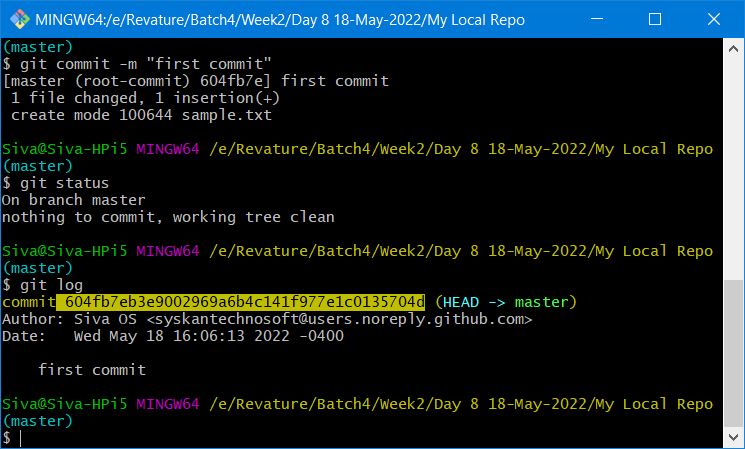 MINGW64:/e/Revature/Batch4/Week2/Day 8 18-May-2022/My Local Repo
(master)
$ git commit -m "first commit"
[master (root-commit) 604fb7e] first commit
 1 file changed, 1 insertion(+)
 create mode 100644 sample.txt
Siva@Siva-HPi5 MINGW64 /e/Revature/Batch4/Week2/Day 8 18-May-2022/My Local Repo
(master)
$ git status
On branch master
nothing to commit, working tree clean
Siva@Siva-HPi5 MINGW64 /e/Revature/Batch4/Week2/Day 8 18-May-2022/My Local Repo
(master)
$ git log
commit 604fb7eb3e9002969a6b4c141f977e1c0135704d (HEAD -> master)
Author: Siva OS <syskantechnosoft@users.noreply.github.com>
Date:   Wed May 18 16:06:13 2022 -0400
    first commit
Siva@Siva-HPi5 MINGW64 /e/Revature/Batch4/Week2/Day 8 18-May-2022/My Local Repo
(master)
$